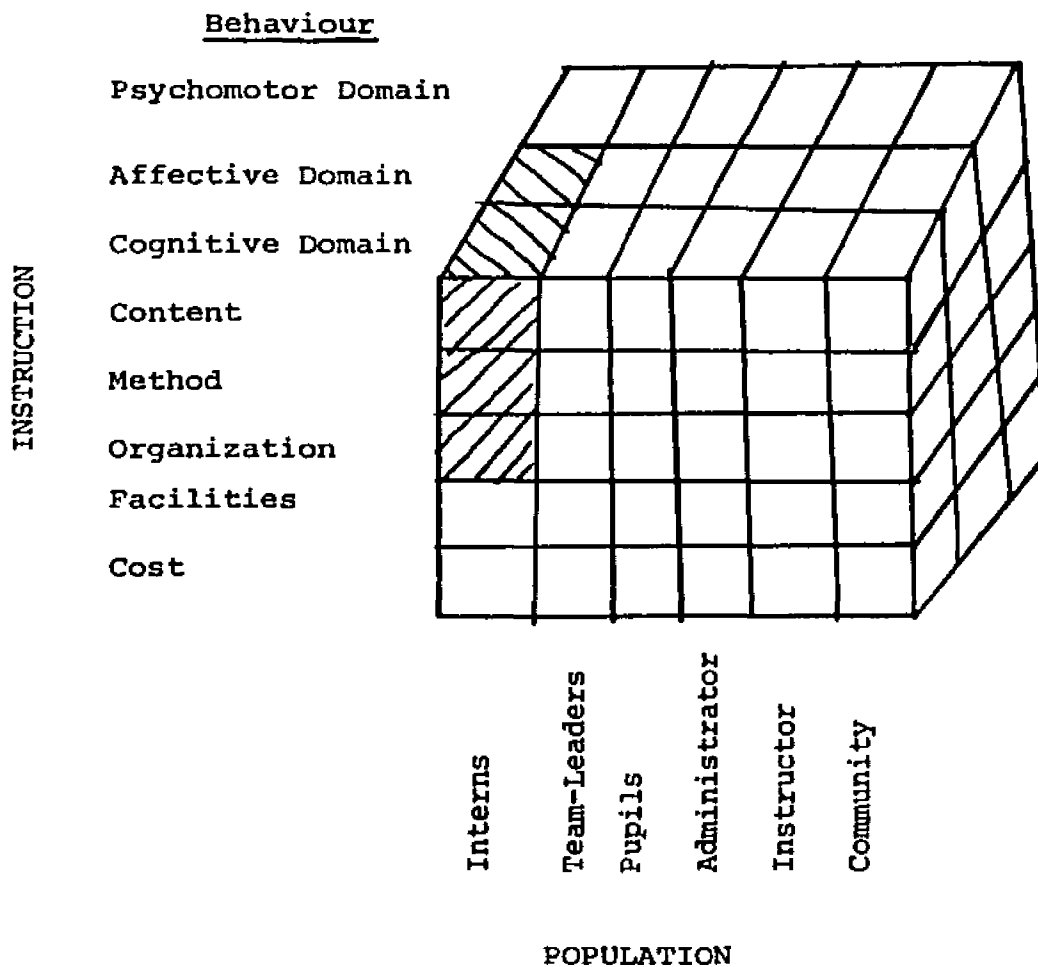 Behaviour
Psychomotor Domain
Affective Domain
Cognitive Domain
INSTRUCTION
Content
Method
Organization
Facilities
Cost
Interns
Team-Leaders
Pupils
Administrator
Instructor
Community
POPULATION